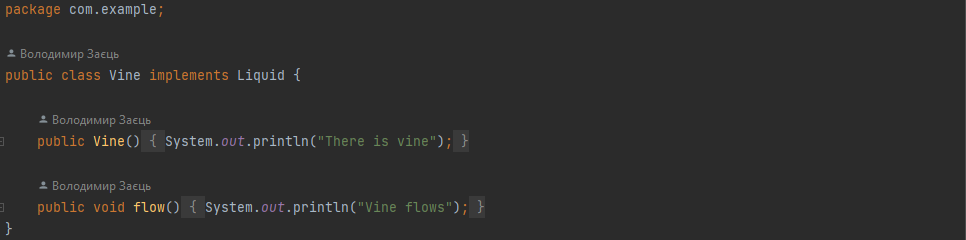 package com.example;
Володимир Заєць
public class Vine implements Liquid {
Володимир Заєць
public Vine() { System.out.println("There is vine"); }
Володимир Заєць
public void flow() { System.out.println("Vine flows"); }
}